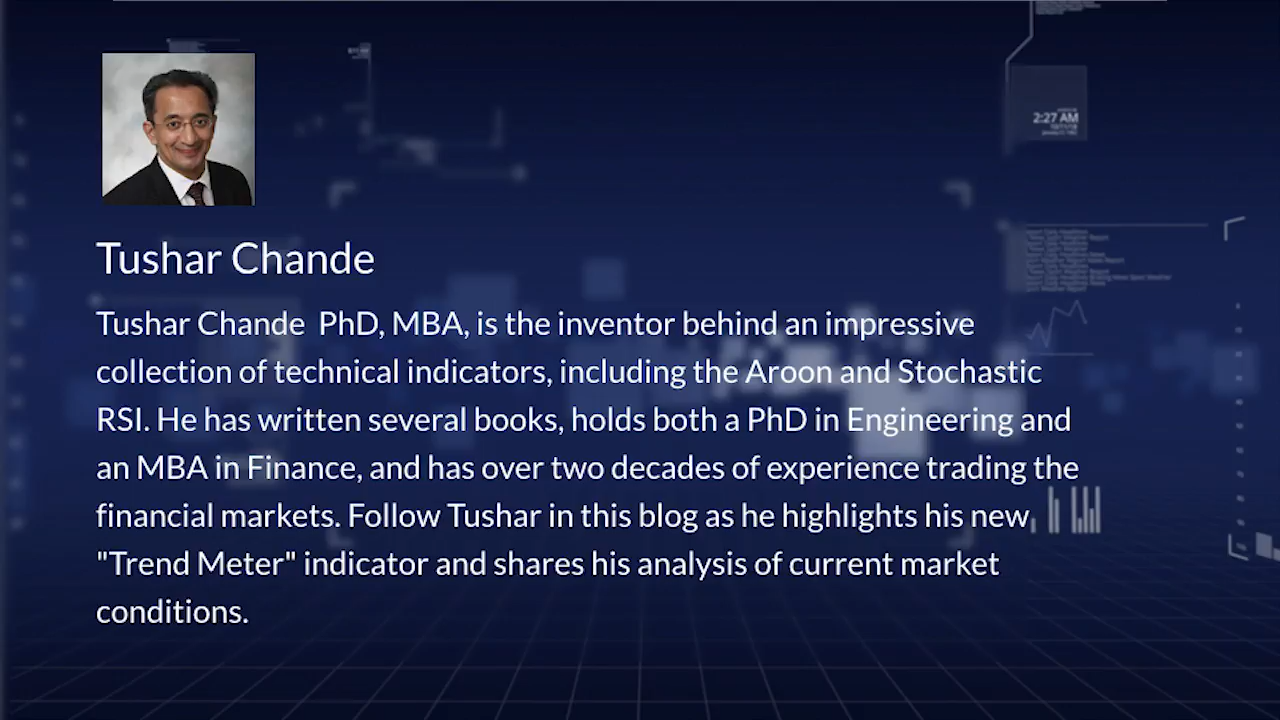 2:27 AM
Tushar Chande
Tushar Chande  PhD, MBA, is the inventor behind an impressive
collection of technical indicators, including the Aroon and Stochastic
RSI. He has written several books, holds both a PhD in Engineering and
an MBA in Finance, and has over two decades of experience trading the
financial markets. Follow Tushar in this blog as he highlights his new
"Trend Meter" indicator and shares his analysis of current market
conditions.